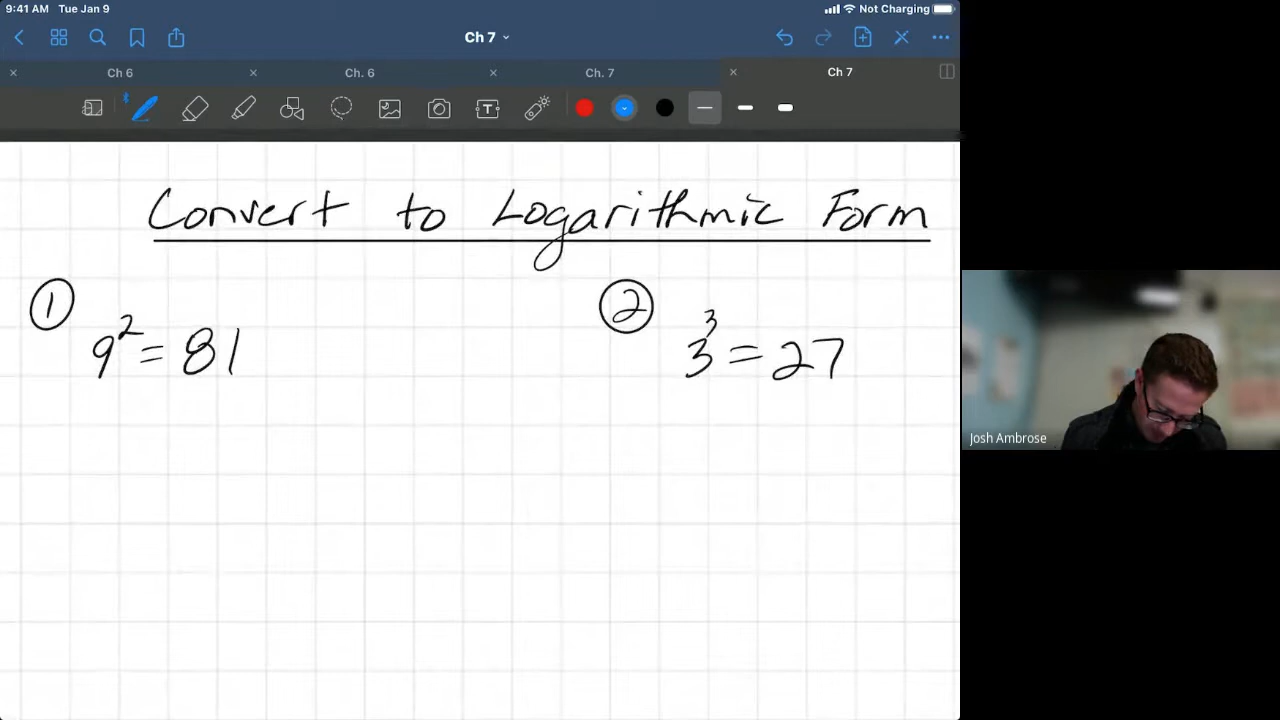 9:41 AM Tue Jan 9 Not Charging
Ch 7
Ch 6 Ch. 6 Ch. 7 Ch 7
T
Convert to Logarithmic Form
① ②
9² = 81 3³ = 27
Josh Ambrose